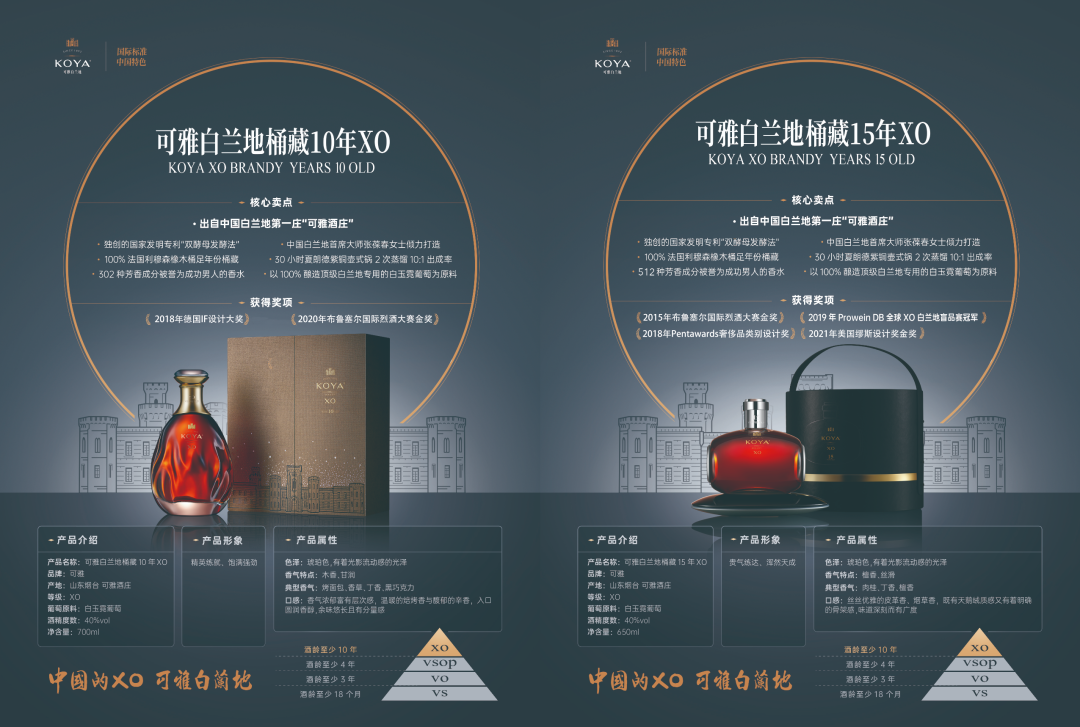 KOYA
可雅白兰地
国际标准
中国特色
可雅白兰地桶藏10年XO
KOYA XO BRANDY YEARS 10 OLD
核心卖点
· 出自中国白兰地第一庄"可雅酒庄"
· 独创的国家发明专利"双酵母发酵法"
· 中国白兰地首席大师张葆春女士倾力打造
· 100% 法国利穆森橡木桶足年份桶藏
· 30 小时夏朗德紫铜壶式锅 2 次蒸馏 10:1 出成率
· 302 种芳香成分被誉为成功男人的香水
· 以 100% 酿造顶级白兰地专用的白玉霓葡萄为原料
获得奖项
《 2018年德国IF设计大奖 》
《 2020年布鲁塞尔国际烈酒大赛金奖 》
KOYA
XO
10
KOYA
产品介绍
产品名称：可雅白兰地桶藏 10 年 XO
品牌：可雅
产地：山东烟台 可雅酒庄
等级：XO
葡萄原料：白玉霓葡萄
酒精度数：40%vol
净含量：700ml
产品形象
精英炼就、饱满强劲
产品属性
色泽：琥珀色,有着光影流动感的光泽
香气特点：木香,甘润
典型香气：烤面包,香草,丁香,黑巧克力
口感：香气浓郁富有层次感，温暖的焙烤香与馥郁的辛香，入口
圆润香醇,余味悠长且有分量感
中國的XO 可雅白蘭地
酒龄至少 10 年
XO
酒龄至少 4 年
VSOP
酒龄至少 3 年
VO
酒龄至少 18 个月
VS
KOYA
可雅白兰地
国际标准
中国特色
可雅白兰地桶藏15年XO
KOYA XO BRANDY YEARS 15 OLD
核心卖点
· 出自中国白兰地第一庄"可雅酒庄"
· 独创的国家发明专利"双酵母发酵法"
· 中国白兰地首席大师张葆春女士倾力打造
· 100% 法国利穆森橡木桶足年份桶藏
· 30 小时夏朗德紫铜壶式锅 2 次蒸馏 10:1 出成率
· 512 种芳香成分被誉为成功男人的香水
· 以 100% 酿造顶级白兰地专用的白玉霓葡萄为原料
获得奖项
《 2015年布鲁塞尔国际烈酒大赛金奖 》
《 2019 年 Prowein DB 全球 XO 白兰地盲品赛冠军 》
《 2018年Pentawards奢侈品类别设计奖 》
《 2021年美国缪斯设计奖金奖 》
KOYA
XO
KOYA
XO
产品介绍
产品名称：可雅白兰地桶藏 15 年 XO
品牌：可雅
产地：山东烟台 可雅酒庄
等级：XO
葡萄原料：白玉霓葡萄
酒精度数：40%vol
净含量：650ml
产品形象
贵气练达、浑然天成
产品属性
色泽：琥珀色,有着光影流动感的光泽
香气特点：檀香,丝滑
典型香气：肉桂,丁香,檀香
口感：丝丝优雅的皮革香、烟草香，既有天鹅绒质感又有着明确
的骨架感,味道深刻而有广度
中國的XO 可雅白蘭地
酒龄至少 10 年
XO
酒龄至少 4 年
VSOP
酒龄至少 3 年
VO
酒龄至少 18 个月
VS